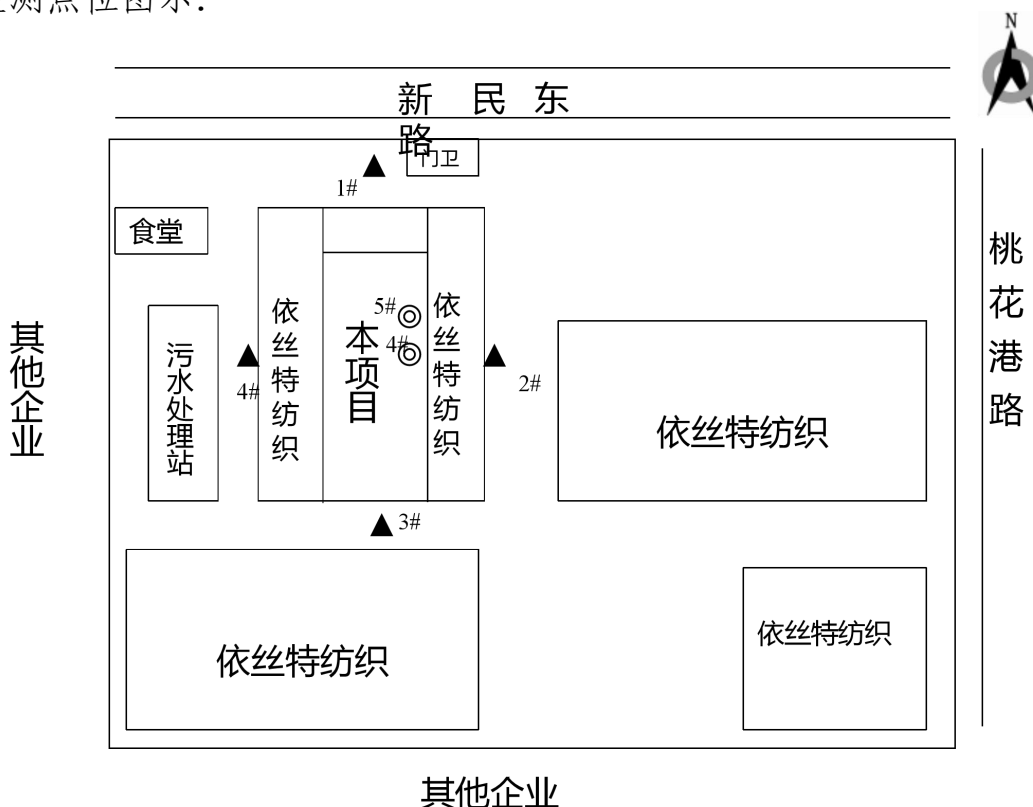 测点位图示：
N
新 民 东
路
门卫
1#
食堂
桃花港路
其他企业
污水处理站
4#
依丝特纺织
本项目
5#
4#
依丝特纺织
2#
依丝特纺织
3#
依丝特纺织
依丝特纺织
其他企业